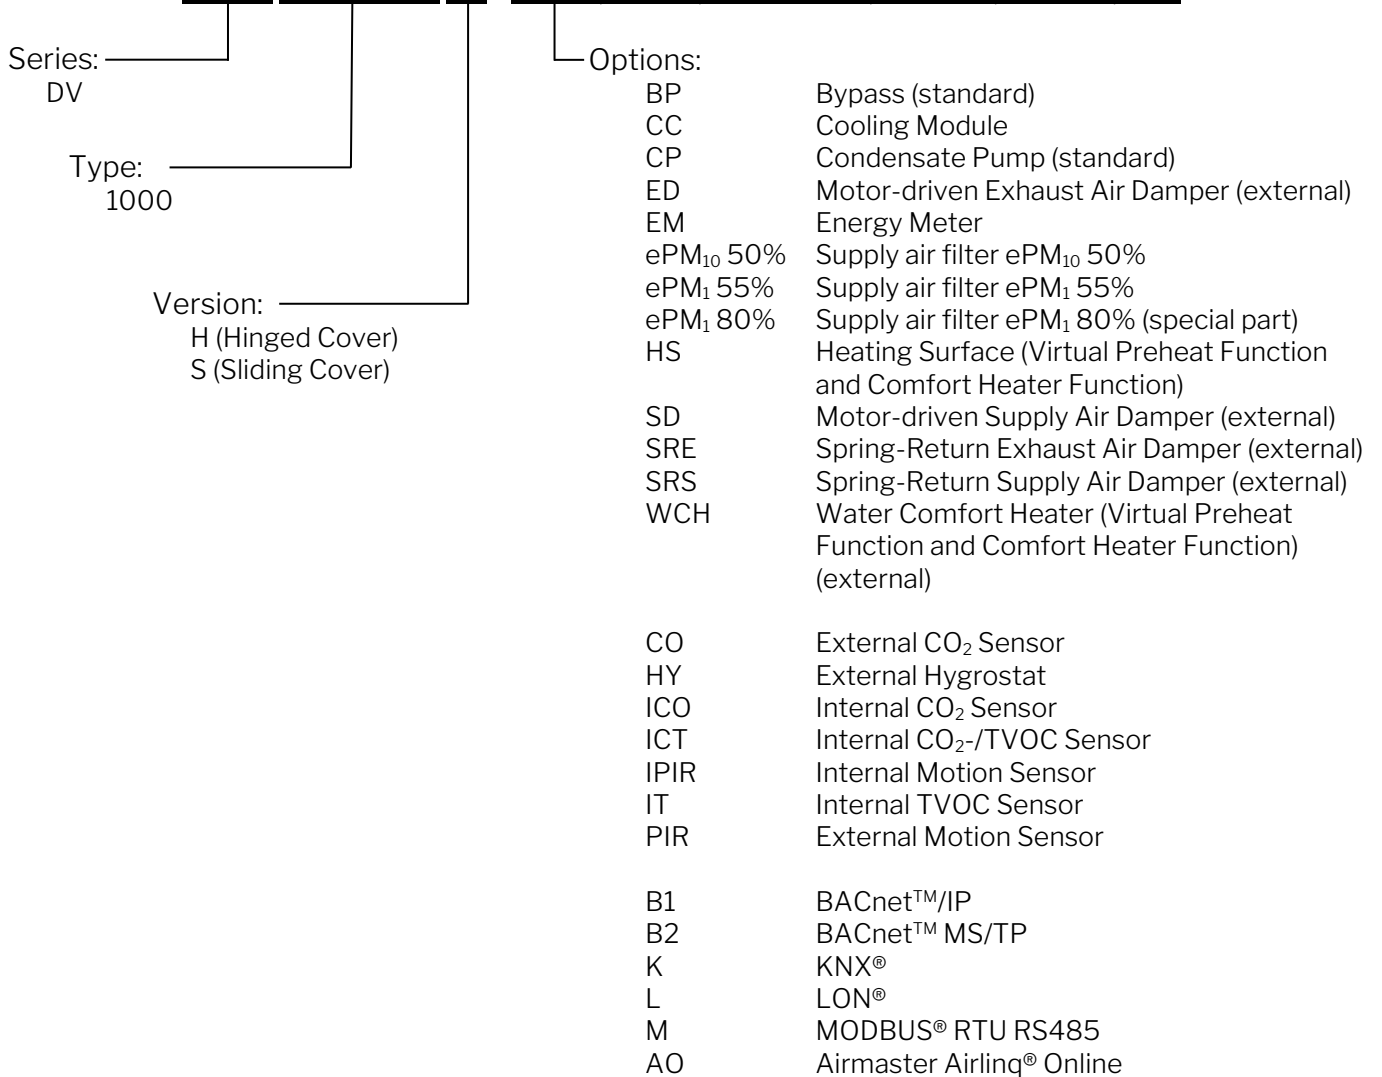 Series:
DV
Type:
1000
Version:
H (Hinged Cover)
S (Sliding Cover)
Options:
BP Bypass (standard)
CC Cooling Module
CP Condensate Pump (standard)
ED Motor-driven Exhaust Air Damper (external)
EM Energy Meter
ePM₁₀ 50% Supply air filter ePM₁₀ 50%
ePM₁ 55% Supply air filter ePM₁ 55%
ePM₁ 80% Supply air filter ePM₁ 80% (special part)
HS Heating Surface (Virtual Preheat Function
and Comfort Heater Function)
SD Motor-driven Supply Air Damper (external)
SRE Spring-Return Exhaust Air Damper (external)
SRS Spring-Return Supply Air Damper (external)
WCH Water Comfort Heater (Virtual Preheat
Function and Comfort Heater Function)
(external)
CO External CO₂ Sensor
HY External Hygrostat
ICO Internal CO₂ Sensor
ICT Internal CO₂-/TVOC Sensor
IPIR Internal Motion Sensor
IT Internal TVOC Sensor
PIR External Motion Sensor
B1 BACnet™/IP
B2 BACnet™ MS/TP
K KNX®
L LON®
M MODBUS® RTU RS485
AO Airmaster Airlinq® Online